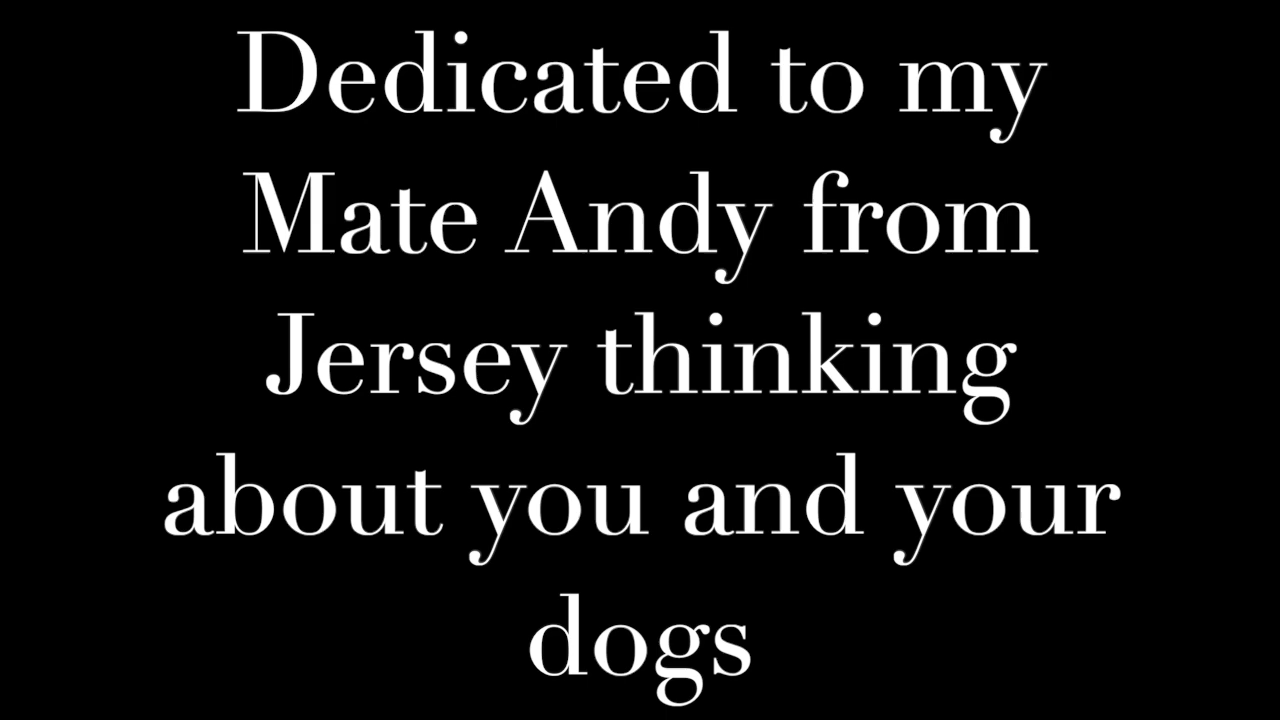 Dedicated to my
Mate Andy from
Jersey thinking
about you and your
dogs